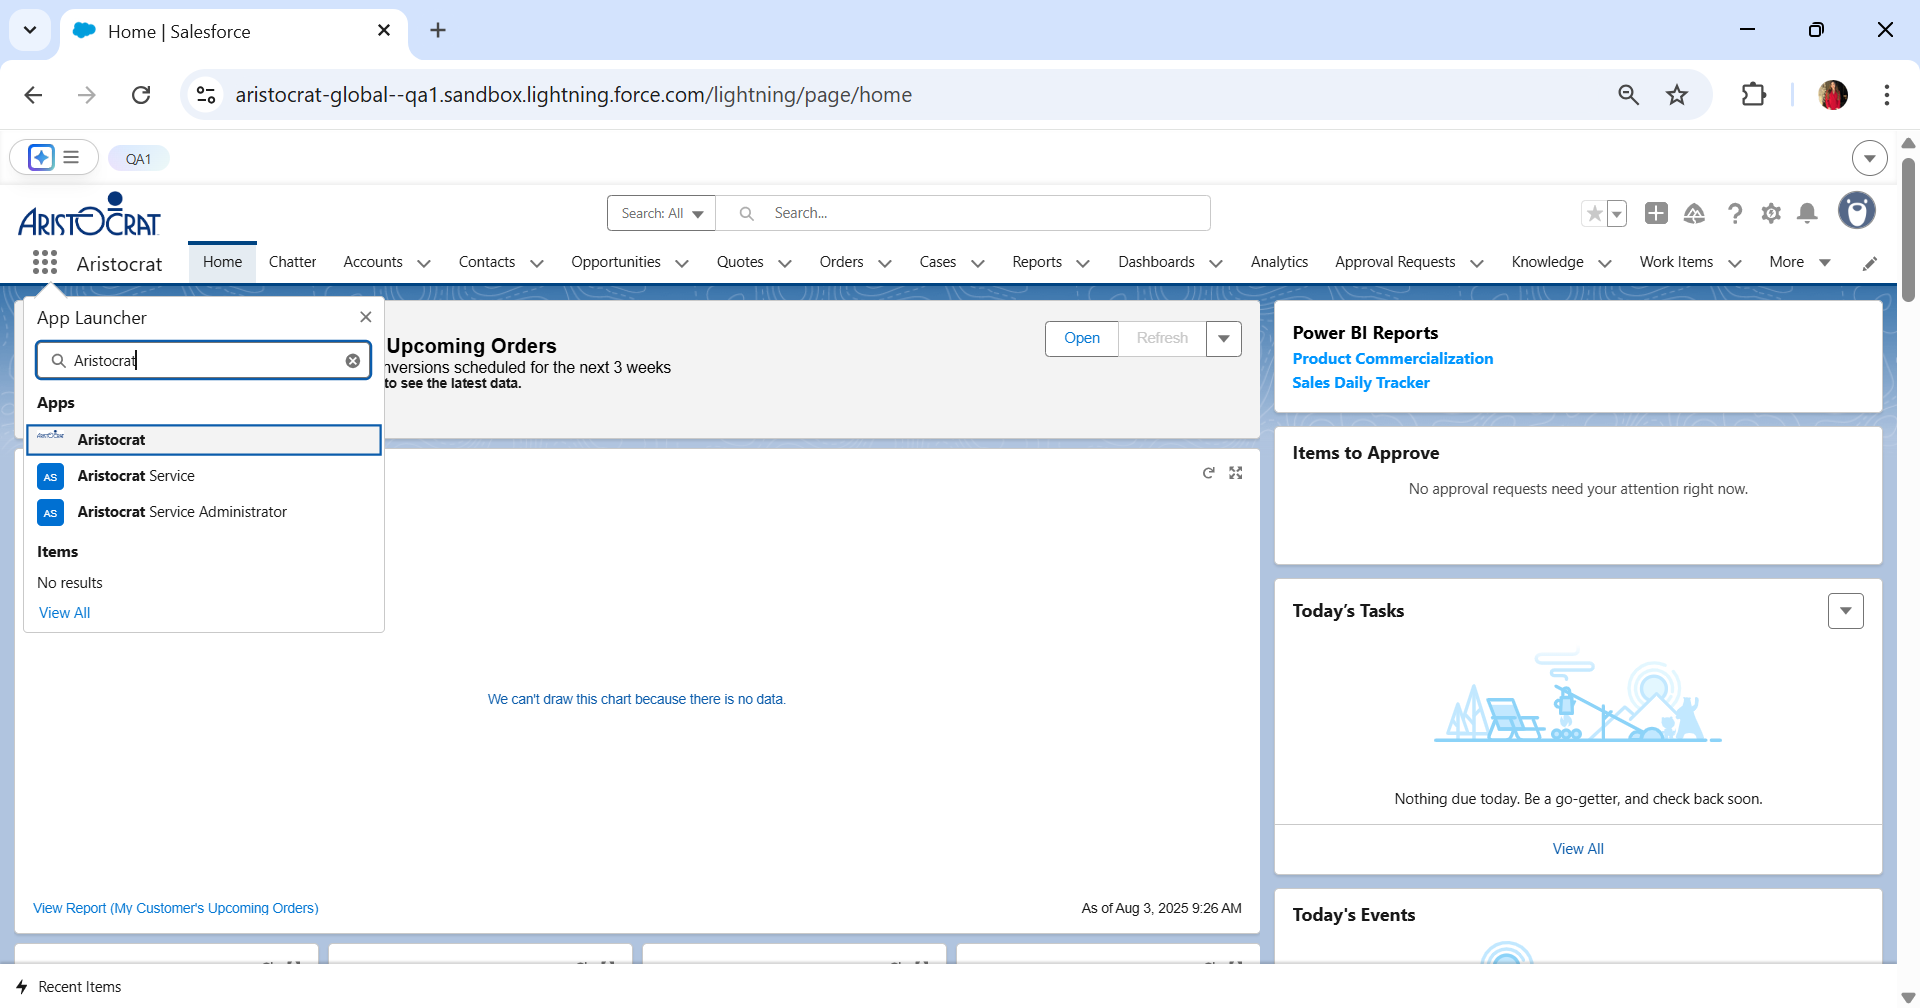 Home | Salesforce
aristocrat-global--qa1.sandbox.lightning.force.com/lightning/page/home
QA1
ARISTOCRAT
Search: All
Search...
Aristocrat
Home
Chatter
Accounts
Contacts
Opportunities
Quotes
Orders
Cases
Reports
Dashboards
Analytics
Approval Requests
Knowledge
Work Items
More
App Launcher
Aristocrat
Apps
ARISTOCRAT
Aristocrat
AS
Aristocrat Service
AS
Aristocrat Service Administrator
Items
No results
View All
Upcoming Orders
nversions scheduled for the next 3 weeks
to see the latest data.
Open
Refresh
We can't draw this chart because there is no data.
View Report (My Customer's Upcoming Orders)
As of Aug 3, 2025 9:26 AM
Power BI Reports
Product Commercialization
Sales Daily Tracker
Items to Approve
No approval requests need your attention right now.
Today’s Tasks
Nothing due today. Be a go-getter, and check back soon.
View All
Today's Events
Recent Items